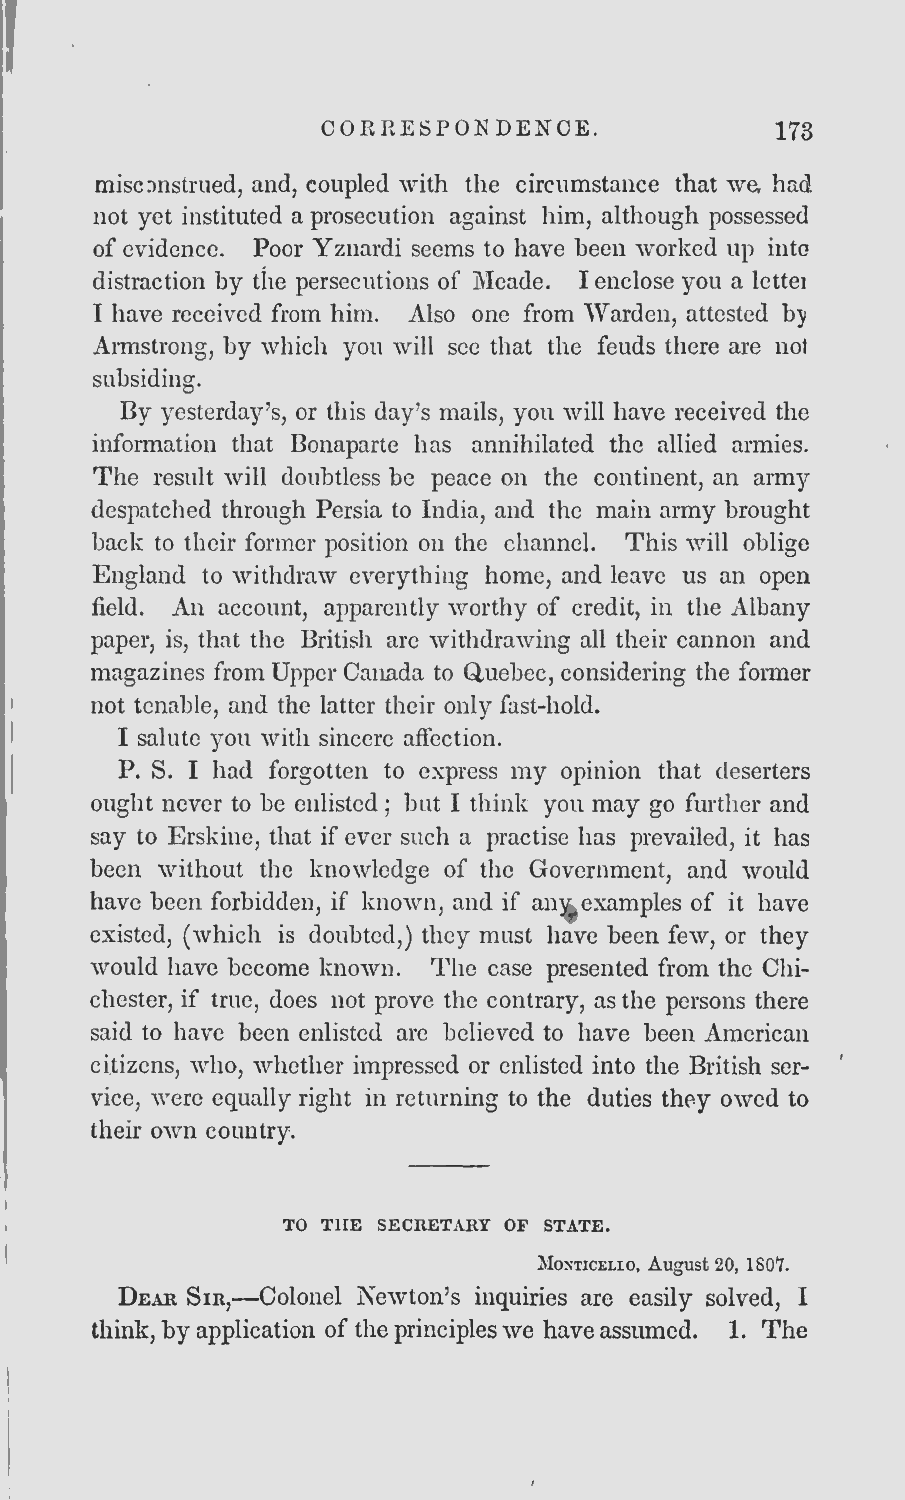 CORRESPONDENCE. 173
misconstrued, and, coupled with the circumstance that we had
not yet instituted a prosecution against him, although possessed
of evidence. Poor Yznardi seems to have been worked up into
distraction by the persecutions of Meade. I enclose you a letter
I have received from him. Also one from Warden, attested by
Armstrong, by which you will see that the feuds there are not
subsiding.
By yesterday's, or this day's mails, you will have received the
information that Bonaparte has annihilated the allied armies.
The result will doubtless be peace on the continent, an army
despatched through Persia to India, and the main army brought
back to their former position on the channel. This will oblige
England to withdraw everything home, and leave us an open
field. An account, apparently worthy of credit, in the Albany
paper, is, that the British are withdrawing all their cannon and
magazines from Upper Canada to Quebec, considering the former
not tenable, and the latter their only fast-hold.
I salute you with sincere affection.
P. S. I had forgotten to express my opinion that deserters
ought never to be enlisted; but I think you may go further and
say to Erskine, that if ever such a practise has prevailed, it has
been without the knowledge of the Government, and would
have been forbidden, if known, and if any examples of it have
existed, (which is doubted,) they must have been few, or they
would have become known. The case presented from the Chi-
chester, if true, does not prove the contrary, as the persons there
said to have been enlisted are believed to have been American
citizens, who, whether impressed or enlisted into the British ser-
vice, were equally right in returning to the duties they owed to
their own country.
TO THE SECRETARY OF STATE.
MONTICELLO, August 20, 1807.
DEAR SIR,—Colonel Newton's inquiries are easily solved, I
think, by application of the principles we have assumed. 1. The